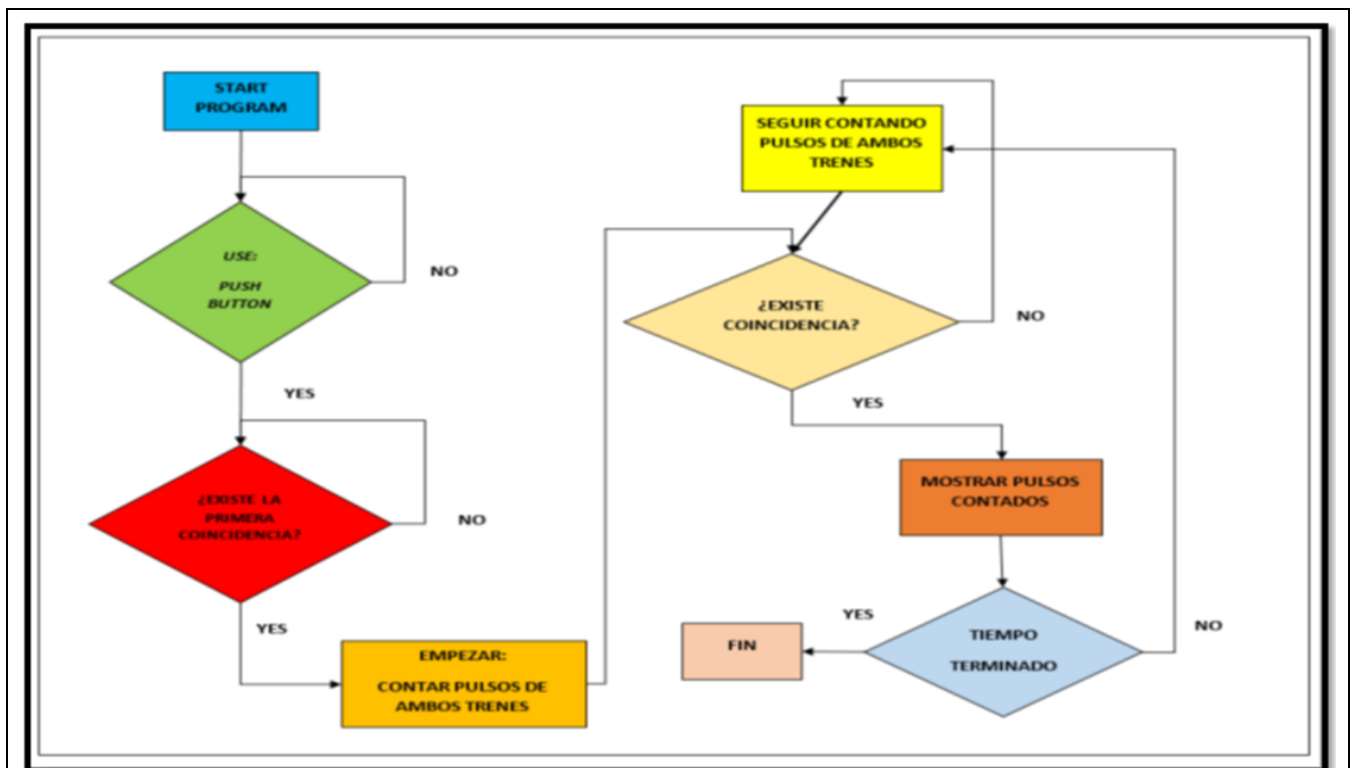 START
PROGRAM
USE:
PUSH
BUTTON
NO
YES
¿EXISTE LA
PRIMERA
COINCIDENCIA?
NO
YES
EMPEZAR:
CONTAR PULSOS DE
AMBOS TRENES
SEGUIR CONTANDO
PULSOS DE AMBOS
TRENES
¿EXISTE
COINCIDENCIA?
NO
YES
MOSTRAR PULSOS
CONTADOS
TIEMPO
TERMINADO
YES
NO
FIN